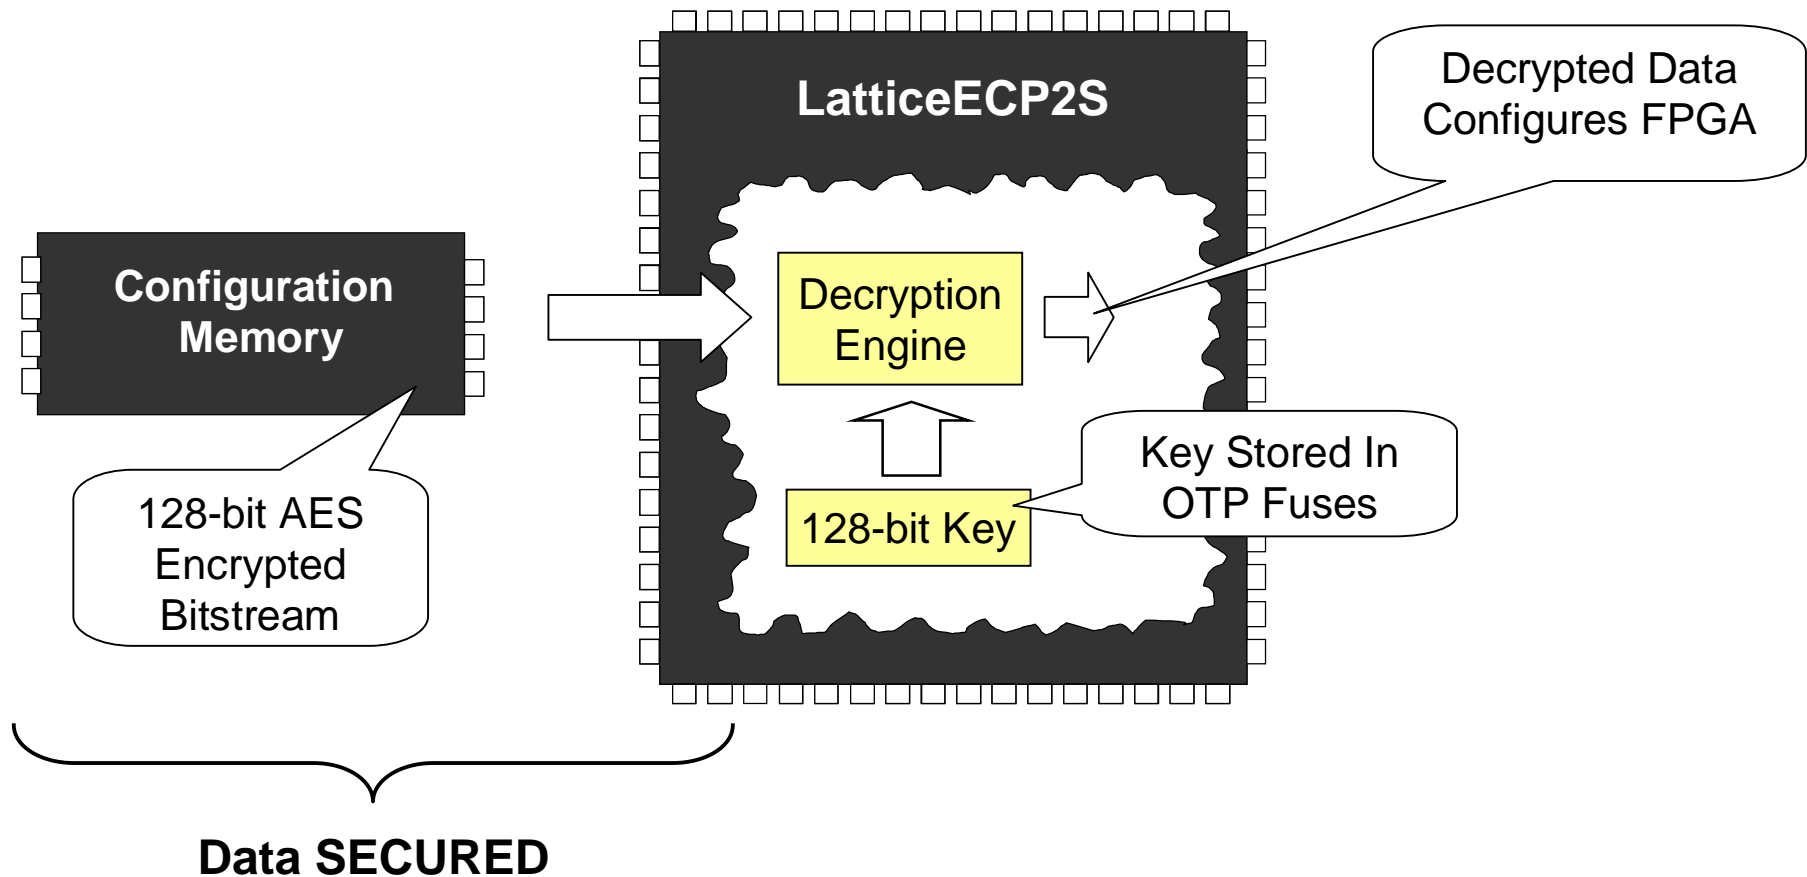 LatticeECP2S
Decrypted Data
Configures FPGA
Configuration
Memory
Decryption
Engine
128-bit AES
Encrypted
Bitstream
Key Stored In
OTP Fuses
128-bit Key
Data SECURED